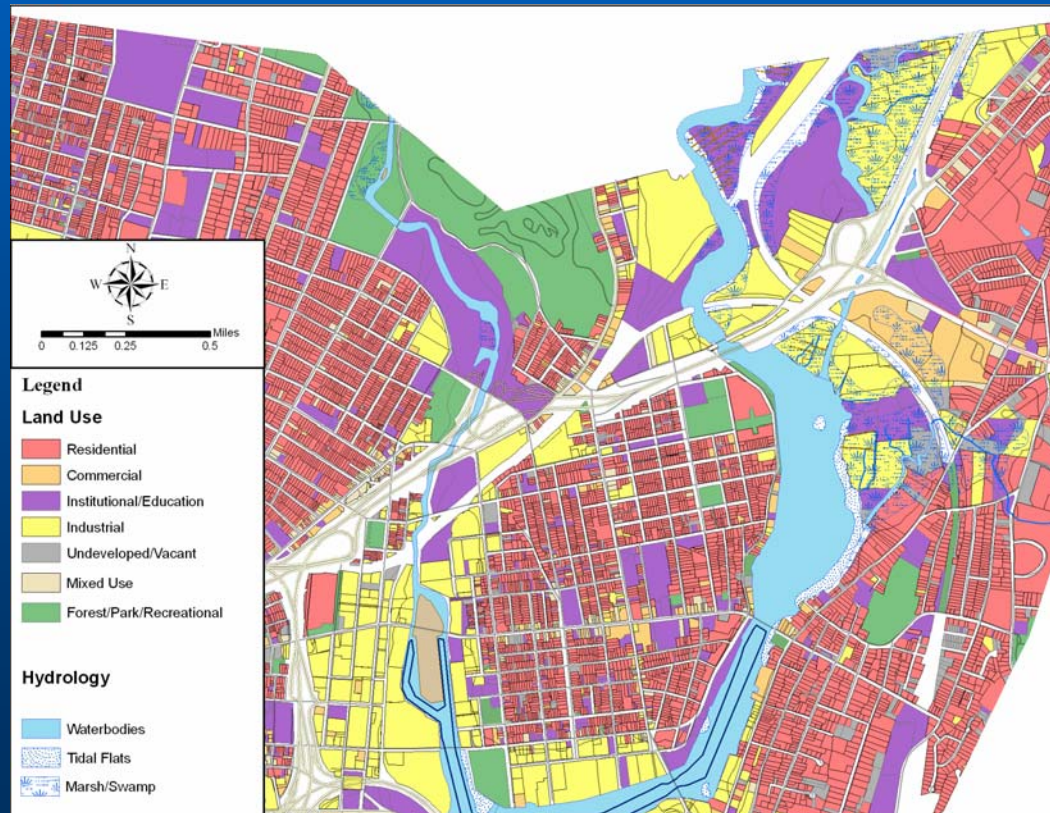 N
W E
S
Miles
0 0.125 0.25 0.5
Legend
Land Use
Residential
Commercial
Institutional/Education
Industrial
Undeveloped/Vacant
Mixed Use
Forest/Park/Recreational
Hydrology
Waterbodies
Tidal Flats
Marsh/Swamp